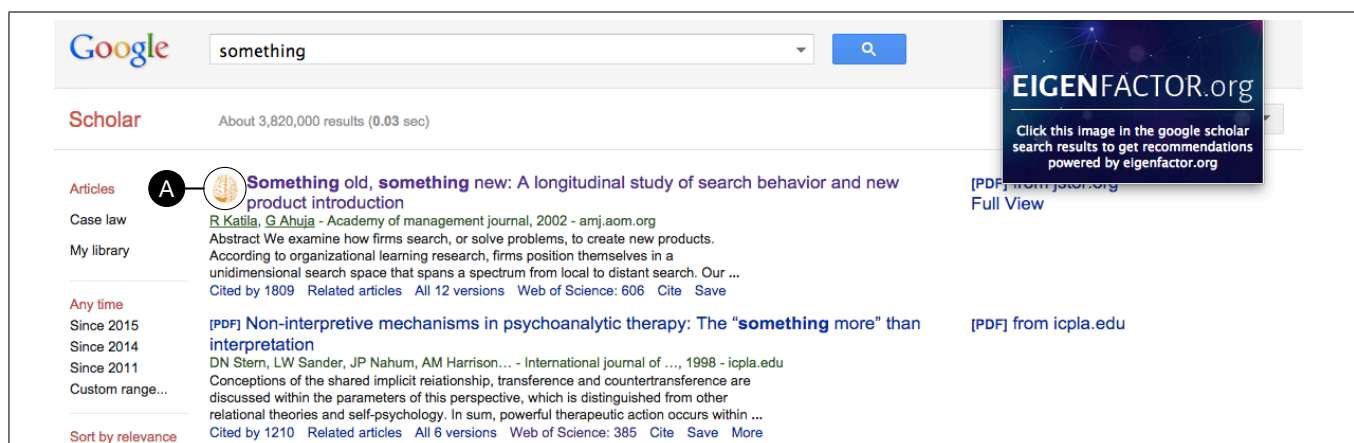 Google
something
EIGENFACTOR.org
Click this image in the google scholar
search results to get recommendations
powered by eigenfactor.org
Scholar
About 3,820,000 results (0.03 sec)
Articles
Case law
My library
Any time
Since 2015
Since 2014
Since 2011
Custom range...
Sort by relevance
A
Something old, something new: A longitudinal study of search behavior and new
product introduction
R Katila, G Ahuja - Academy of management journal, 2002 - amj.aom.org
Abstract We examine how firms search, or solve problems, to create new products.
According to organizational learning research, firms position themselves in a
unidimensional search space that spans a spectrum from local to distant search. Our ...
Cited by 1809 Related articles All 12 versions Web of Science: 606 Cite Save
[PDF] from jstor.org
Full View
[PDF] Non-interpretive mechanisms in psychoanalytic therapy: The “something more” than
interpretation
DN Stern, LW Sander, JP Nahum, AM Harrison... - International journal of ..., 1998 - icpla.edu
Conceptions of the shared implicit relationship, transference and countertransference are
discussed within the parameters of this perspective, which is distinguished from other
relational theories and self-psychology. In sum, powerful therapeutic action occurs within ...
Cited by 1210 Related articles All 6 versions Web of Science: 385 Cite Save More
[PDF] from icpla.edu